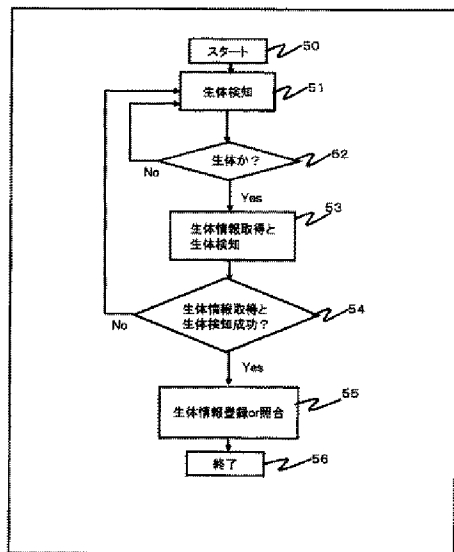 スタート
50
生体検知
51
生体か？
52
No
Yes
53
生体情報取得と
生体検知
生体情報取得と
生体検知成功？
54
No
Yes
55
生体情報登録or照合
終了
56